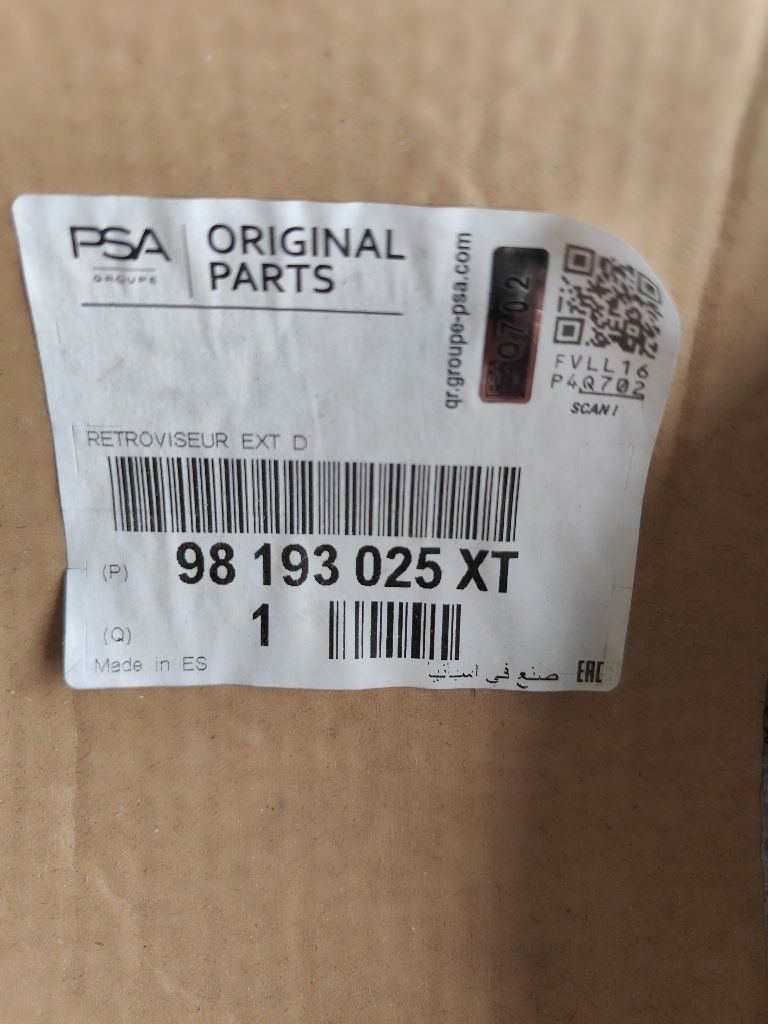 PSA
GROUPE
ORIGINAL
PARTS
qr.groupe-psa.com
P4Q702
FVLL16
P4Q702
SCAN!
RETROVISEUR EXT D
(P) 98 193 025 XT
(Q) 1
Made in ES
صنع في اسبانيا
EAC